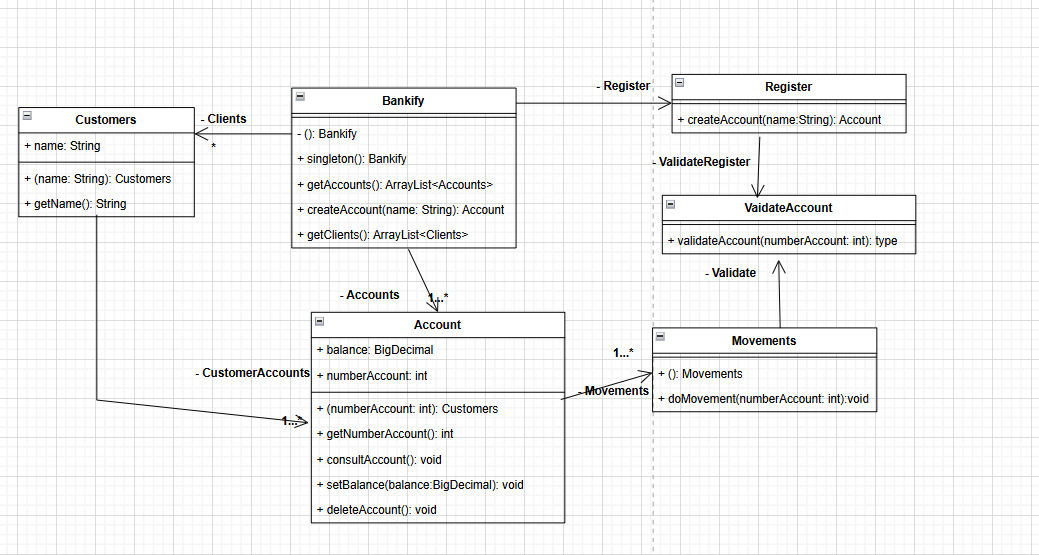 Customers
+ name: String
+ (name: String): Customers
+ getName(): String
- Clients
*
Bankify
- (): Bankify
+ singleton(): Bankify
+ getAccounts(): ArrayList<Accounts>
+ createAccount(name: String): Account
+ getClients(): ArrayList<Clients>
- Register
Register
+ createAccount(name:String): Account
- ValidateRegister
VaidateAccount
+ validateAccount(numberAccount: int): type
- Validate
- Accounts
1...*
Account
+ balance: BigDecimal
+ numberAccount: int
+ (numberAccount: int): Customers
+ getNumberAccount(): int
+ consultAccount(): void
+ setBalance(balance:BigDecimal): void
+ deleteAccount(): void
- CustomerAccounts
1...*
1...*
- Movements
Movements
+ (): Movements
+ doMovement(numberAccount: int):void